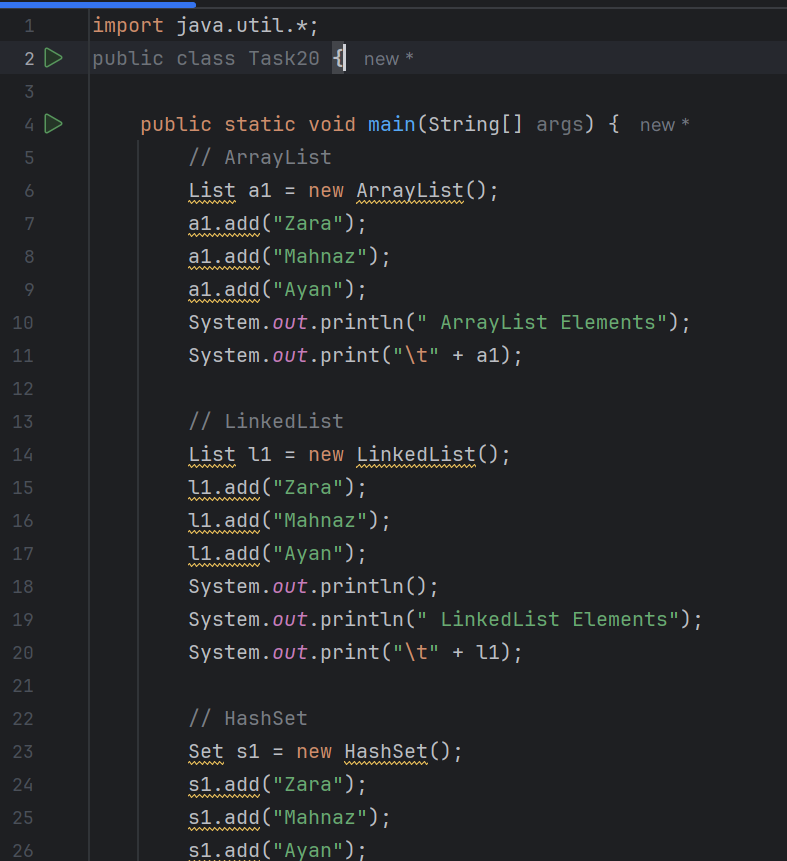 1 import java.util.*;
2 public class Task20 { new *
3
4 public static void main(String[] args) { new *
5 // ArrayList
6 List a1 = new ArrayList();
7 a1.add("Zara");
8 a1.add("Mahnaz");
9 a1.add("Ayan");
10 System.out.println(" ArrayList Elements");
11 System.out.print("\t" + a1);
12
13 // LinkedList
14 List l1 = new LinkedList();
15 l1.add("Zara");
16 l1.add("Mahnaz");
17 l1.add("Ayan");
18 System.out.println();
19 System.out.println(" LinkedList Elements");
20 System.out.print("\t" + l1);
21
22 // HashSet
23 Set s1 = new HashSet();
24 s1.add("Zara");
25 s1.add("Mahnaz");
26 s1.add("Ayan");